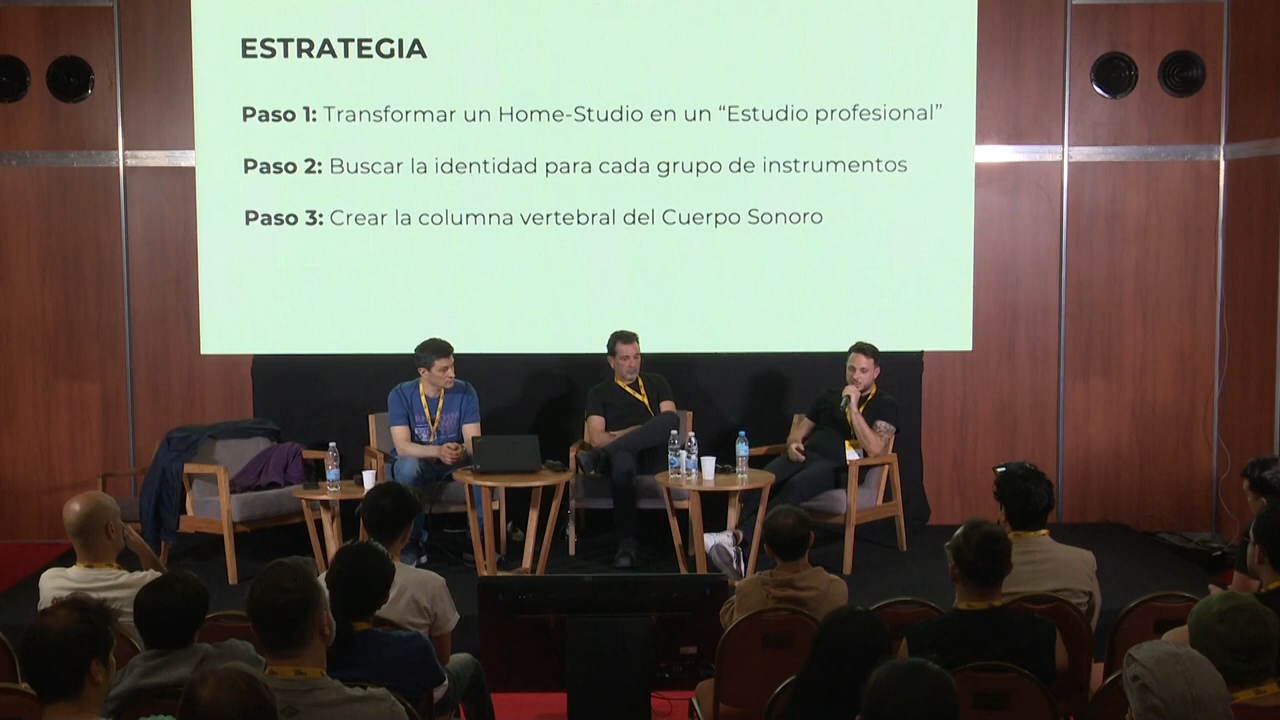 ESTRATEGIA
Paso 1: Transformar un Home-Studio en un “Estudio profesional”
Paso 2: Buscar la identidad para cada grupo de instrumentos
Paso 3: Crear la columna vertebral del Cuerpo Sonoro